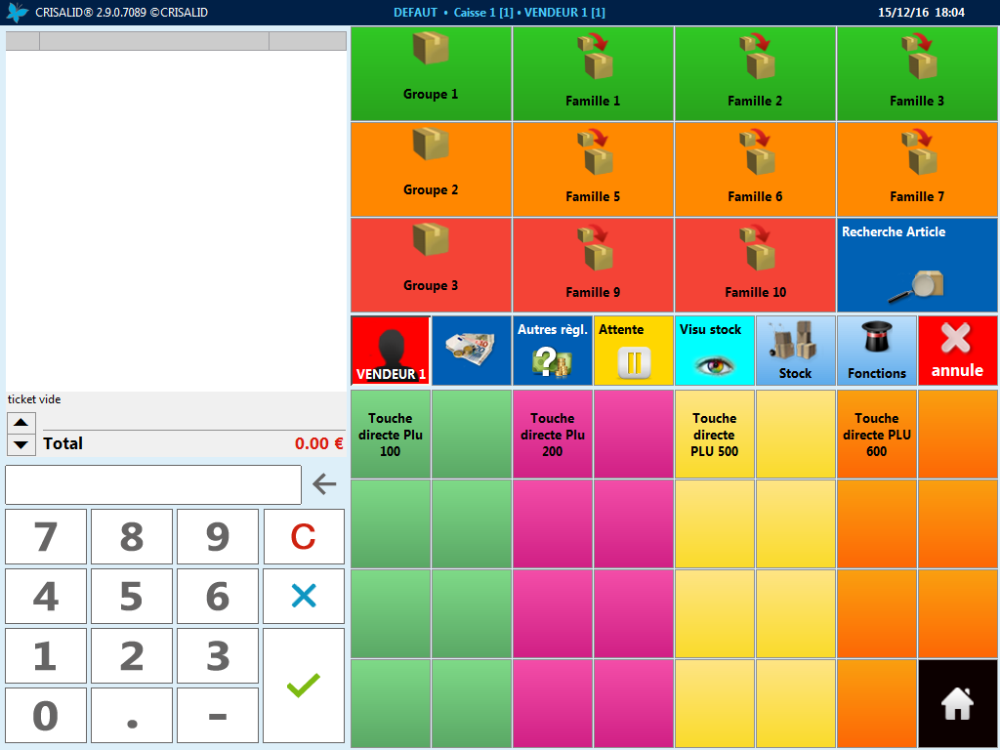 CRISALID® 2.9.0.7089 ©CRISALID
DEFAUT • Caisse 1 [1] • VENDEUR 1 [1]
15/12/16 18:04
Groupe 1
Famille 1
Famille 2
Famille 3
Groupe 2
Famille 5
Famille 6
Famille 7
Groupe 3
Famille 9
Famille 10
Recherche Article
VENDEUR 1
Autres règl.
Attente
Visu stock
Stock
Fonctions
annule
ticket vide
Total
0.00 €
Touche
directe Plu
100
Touche
directe Plu
200
Touche
directe
PLU 500
Touche
directe PLU
600
7
8
9
C
4
5
6
1
2
3
0
.
-